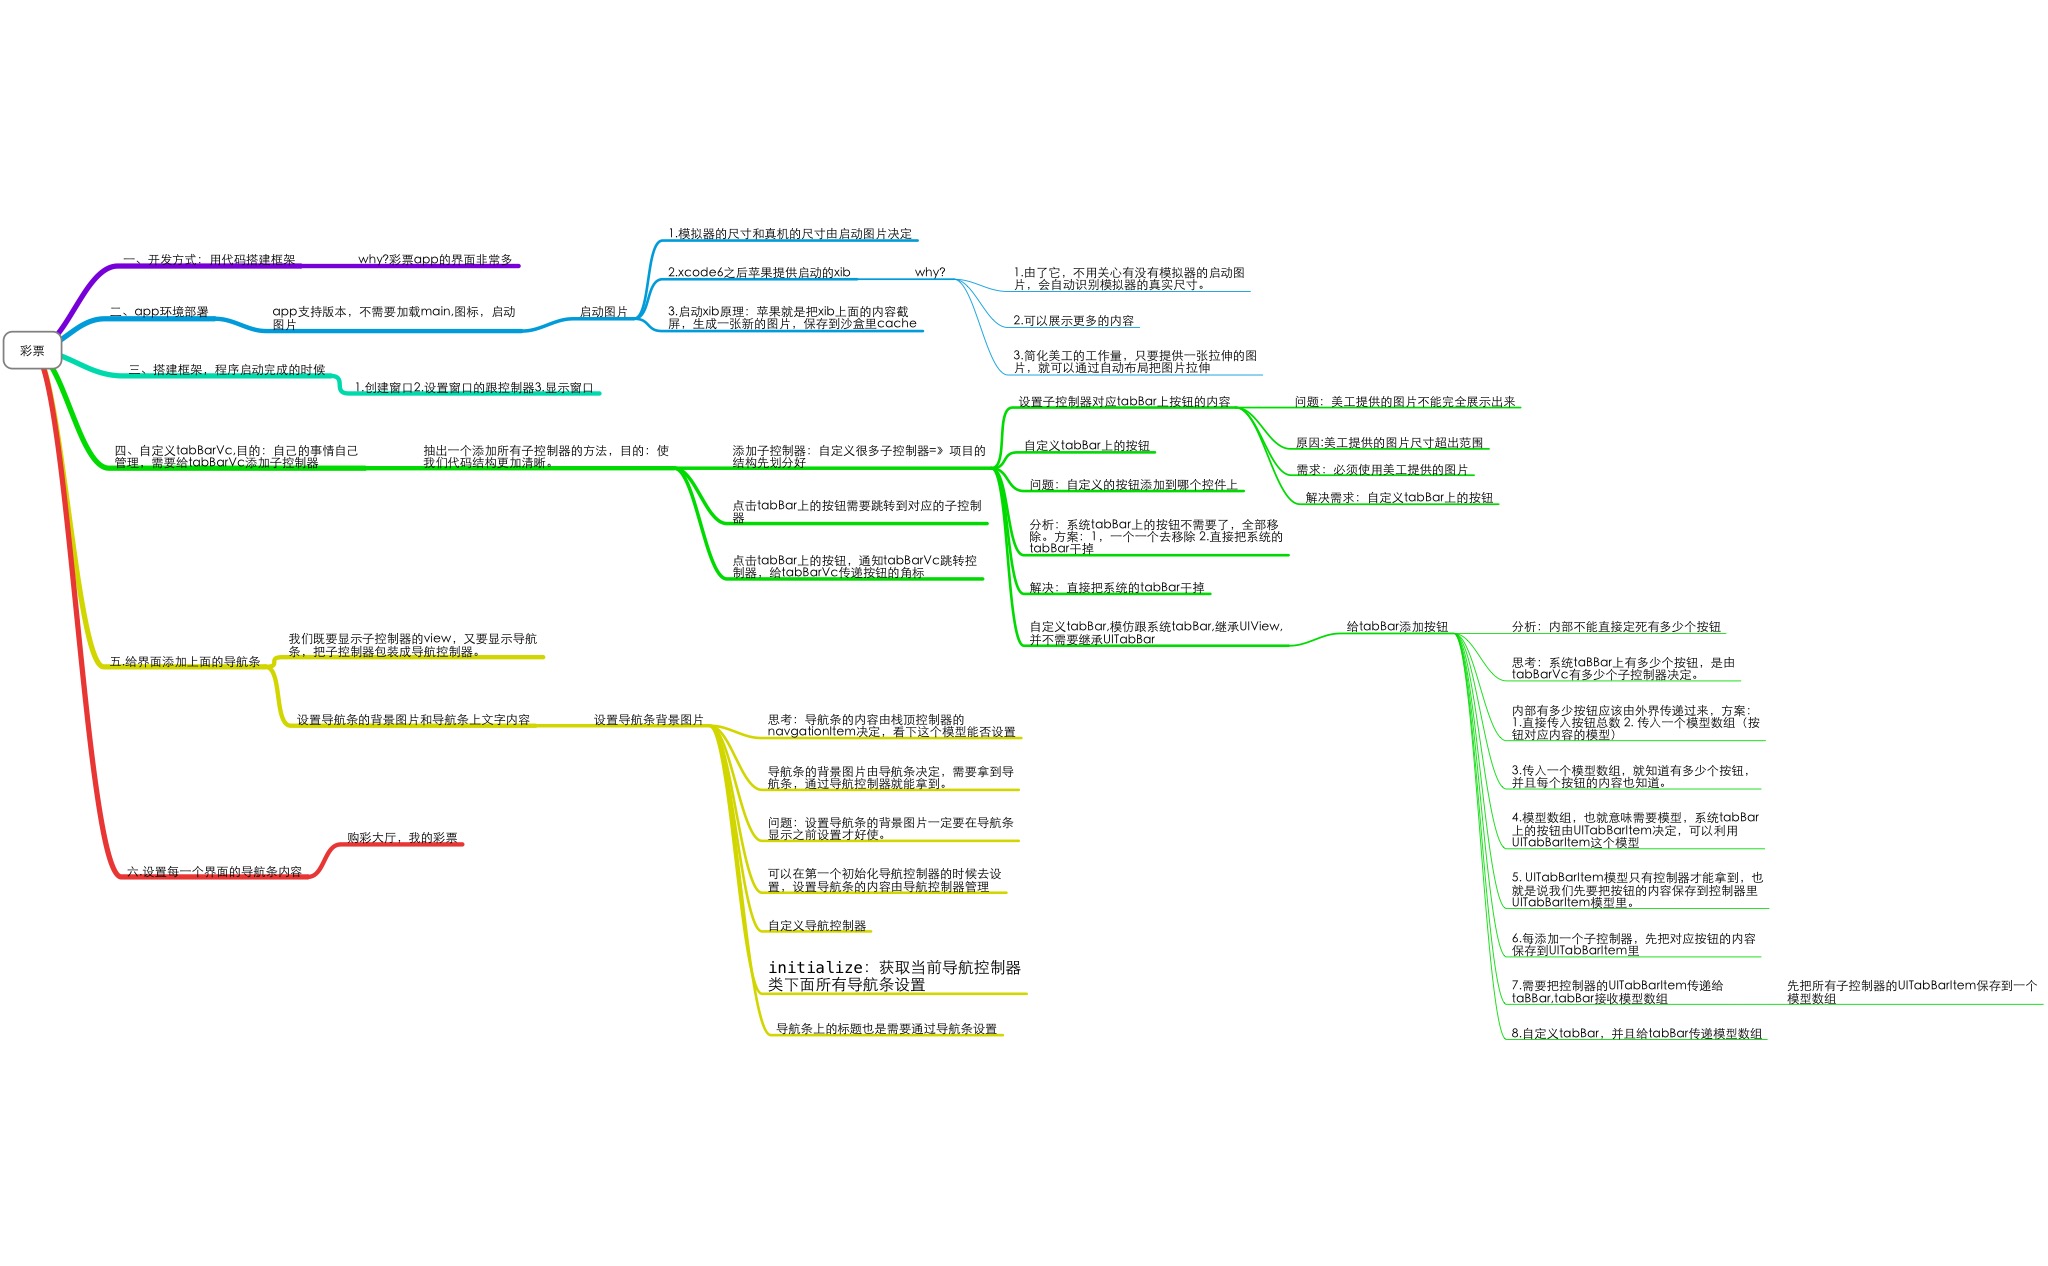 彩票
一、开发方式：用代码搭建框架
why?彩票app的界面非常多
二、app环境部署
app支持版本，不需要加载main,图标，启动
图片
启动图片
1.模拟器的尺寸和真机的尺寸由启动图片决定
2.xcode6之后苹果提供启动的xib
why?
1.由了它，不用关心有没有模拟器的启动图
片，会自动识别模拟器的真实尺寸。
2.可以展示更多的内容
3.简化美工的工作量，只要提供一张拉伸的图
片，就可以通过自动布局把图片拉伸
3.启动xib原理：苹果就是把xib上面的内容截
屏，生成一张新的图片，保存到沙盒里cache
三、搭建框架，程序启动完成的时候
1.创建窗口2.设置窗口的跟控制器3.显示窗口
四、自定义tabBarVc,目的：自己的事情自己
管理，需要给tabBarVc添加子控制器
抽出一个添加所有子控制器的方法，目的：使
我们代码结构更加清晰。
添加子控制器：自定义很多子控制器=》项目的
结构先划分好
设置子控制器对应tabBar上按钮的内容
问题：美工提供的图片不能完全展示出来
原因:美工提供的图片尺寸超出范围
需求：必须使用美工提供的图片
解决需求：自定义tabBar上的按钮
自定义tabBar上的按钮
问题：自定义的按钮添加到哪个控件上
分析：系统tabBar上的按钮不需要了，全部移
除。方案：1，一个一个去移除 2.直接把系统的
tabBar干掉
解决：直接把系统的tabBar干掉
自定义tabBar,模仿跟系统tabBar,继承UIView,
并不需要继承UITabBar
给tabBar添加按钮
分析：内部不能直接定死有多少个按钮
思考：系统taBBar上有多少个按钮，是由
tabBarVc有多少个子控制器决定。
内部有多少按钮应该由外界传递过来，方案：
1.直接传入按钮总数 2. 传入一个模型数组（按
钮对应内容的模型）
3.传入一个模型数组，就知道有多少个按钮，
并且每个按钮的内容也知道。
4.模型数组，也就意味需要模型，系统tabBar
上的按钮由UITabBarItem决定，可以利用
UITabBarItem这个模型
5. UITabBarItem模型只有控制器才能拿到，也
就是说我们先要把按钮的内容保存到控制器里
UITabBarItem模型里。
6.每添加一个子控制器，先把对应按钮的内容
保存到UITabBarItem里
7.需要把控制器的UITabBarItem传递给
taBBar,tabBar接收模型数组
先把所有子控制器的UITabBarItem保存到一个
模型数组
8.自定义tabBar，并且给tabBar传递模型数组
点击tabBar上的按钮需要跳转到对应的子控制
器
点击tabBar上的按钮，通知tabBarVc跳转控
制器，给tabBarVc传递按钮的角标
五.给界面添加上面的导航条
我们既要显示子控制器的view，又要显示导航
条，把子控制器包装成导航控制器。
设置导航条的背景图片和导航条上文字内容
设置导航条背景图片
思考：导航条的内容由栈顶控制器的
navgationItem决定，看下这个模型能否设置
导航条的背景图片由导航条决定，需要拿到导
航条，通过导航控制器就能拿到。
问题：设置导航条的背景图片一定要在导航条
显示之前设置才好使。
可以在第一个初始化导航控制器的时候去设
置，设置导航条的内容由导航控制器管理
自定义导航控制器
initialize：获取当前导航控制器
类下面所有导航条设置
导航条上的标题也是需要通过导航条设置
六.设置每一个界面的导航条内容
购彩大厅，我的彩票